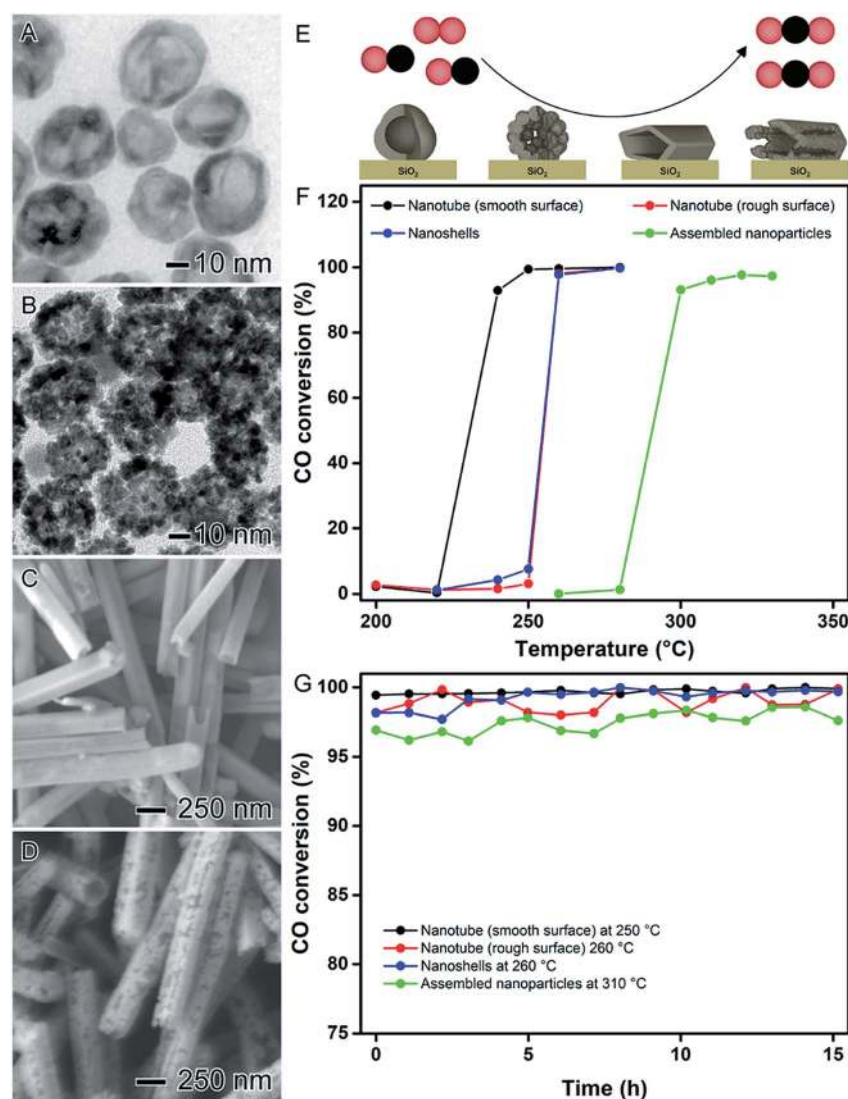 A
10 nm
B
10 nm
C
250 nm
D
250 nm
E
SiO₂
SiO₂
SiO₂
SiO₂
F
Nanotube (smooth surface)
Nanotube (rough surface)
Nanoshells
Assembled nanoparticles
CO conversion (%)
120
100
80
60
40
20
0
200
250
300
350
Temperature (°C)
G
CO conversion (%)
100
95
90
85
80
75
Nanotube (smooth surface) at 250 °C
Nanotube (rough surface) 260 °C
Nanoshells at 260 °C
Assembled nanoparticles at 310 °C
0
5
10
15
Time (h)